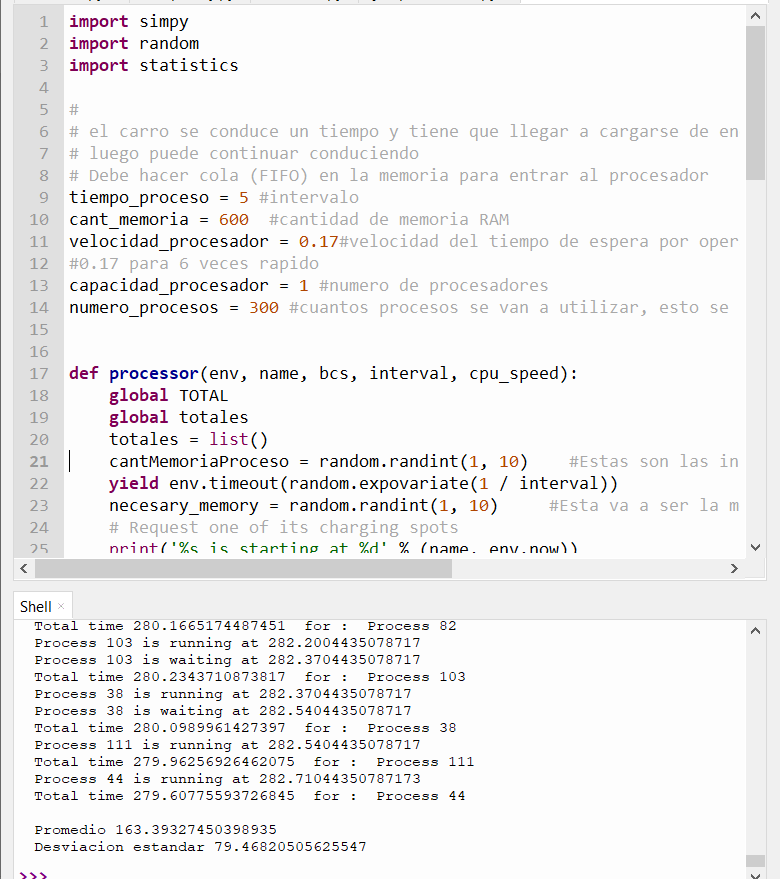 1 import simpy
2 import random
3 import statistics
4
5 #
6 # el carro se conduce un tiempo y tiene que llegar a cargarse de en
7 # luego puede continuar conduciendo
8 # Debe hacer cola (FIFO) en la memoria para entrar al procesador
9 tiempo_proceso = 5 #intervalo
10 cant_memoria = 600  #cantidad de memoria RAM
11 velocidad_procesador = 0.17#velocidad del tiempo de espera por oper
12 #0.17 para 6 veces rapido
13 capacidad_procesador = 1 #numero de procesadores
14 numero_procesos = 300 #cuantos procesos se van a utilizar, esto se
15
16
17 def processor(env, name, bcs, interval, cpu_speed):
18     global TOTAL
19     global totales
20     totales = list()
21     cantMemoriaProceso = random.randint(1, 10)    #Estas son las in
22     yield env.timeout(random.expovariate(1 / interval))
23     necesary_memory = random.randint(1, 10)     #Esta va a ser la m
24     # Request one of its charging spots
25     print('%s is starting at %d' % (name, env.now))
Shell ×
Total time 280.1665174487451  for :  Process 82
Process 103 is running at 282.2004435078717
Process 103 is waiting at 282.3704435078717
Total time 280.2343710873817  for :  Process 103
Process 38 is running at 282.3704435078717
Process 38 is waiting at 282.5404435078717
Total time 280.0989961427397  for :  Process 38
Process 111 is running at 282.5404435078717
Total time 279.96256926462075  for :  Process 111
Process 44 is running at 282.71044350787173
Total time 279.60775593726845  for :  Process 44
Promedio 163.39327450398935
Desviacion estandar 79.46820505625547
>>>